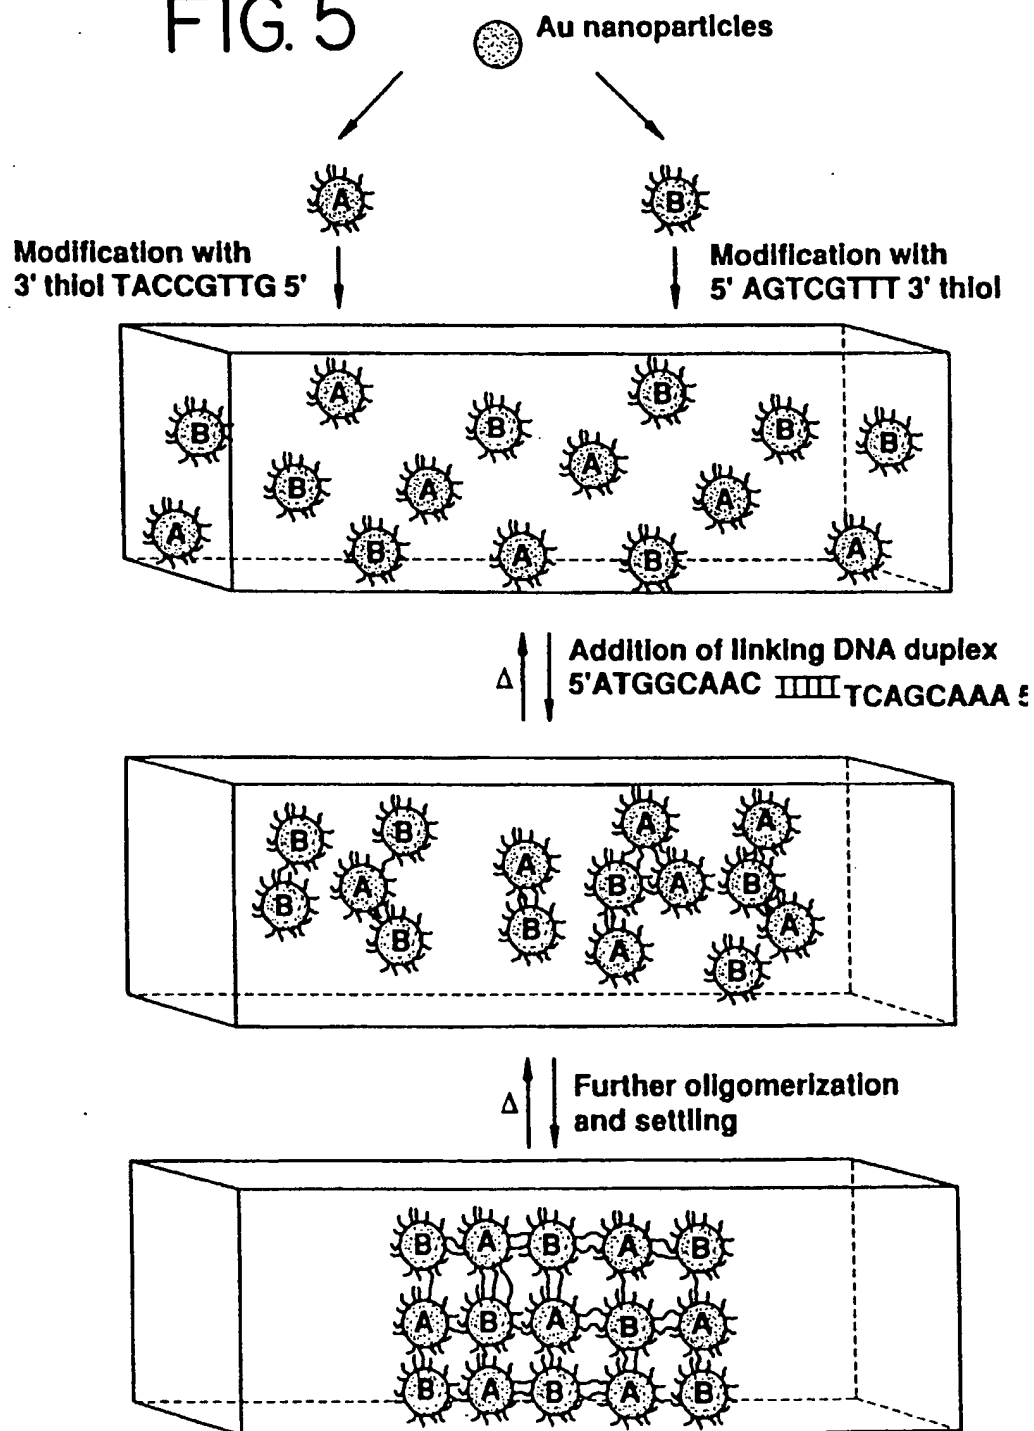 FIG. 5
Au nanoparticles
A
B
Modification with
3' thiol TACCGTTG 5'
Modification with
5' AGTCGTTT 3' thiol
A
B
B
B
B
B
A
B
A
A
A
B
A
B
A
Addition of linking DNA duplex
Δ
5'ATGGCAAC
TCAGCAAA 5
B
B
A
A
A
B
A
B
A
B
B
B
A
A
B
Δ
Further oligomerization
and settling
B A B A B
A B A B A
B A B A B